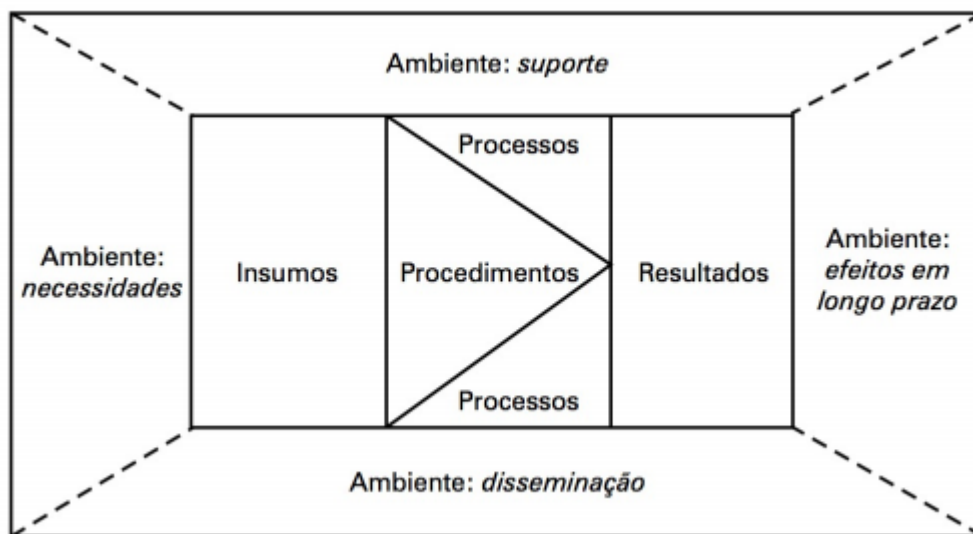 Ambiente: suporte
Processos
Ambiente:
necessidades
Insumos
Procedimentos
Resultados
Ambiente:
efeitos em
longo prazo
Processos
Ambiente: disseminação